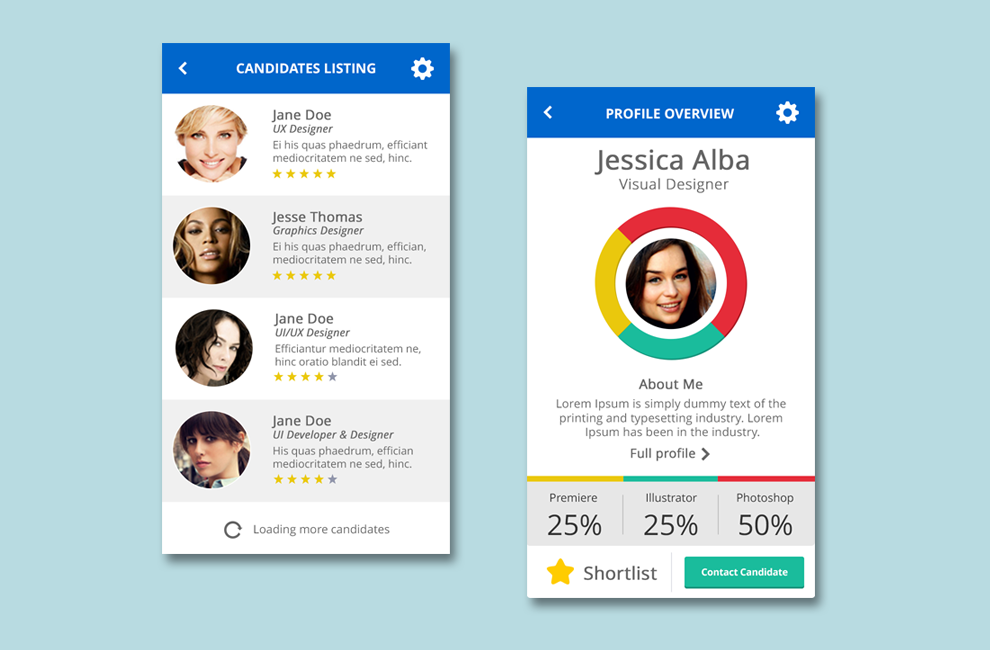 CANDIDATES LISTING
Jane Doe
UX Designer
Ei his quas phaedrum, efficiant
mediocritatem ne sed, hinc.
Jesse Thomas
Graphics Designer
Ei his quas phaedrum, effician,
mediocritatem ne sed, hinc.
Jane Doe
UI/UX Designer
Efficiantur mediocritatem ne,
hinc oratio blandit ei sed.
Jane Doe
UI Developer & Designer
His quas phaedrum, effician
mediocritatem ne sed, hinc.
Loading more candidates
PROFILE OVERVIEW
Jessica Alba
Visual Designer
About Me
Lorem Ipsum is simply dummy text of the
printing and typesetting industry. Lorem
Ipsum has been in the industry.
Full profile
Premiere Illustrator Photoshop
25% 25% 50%
Shortlist Contact Candidate